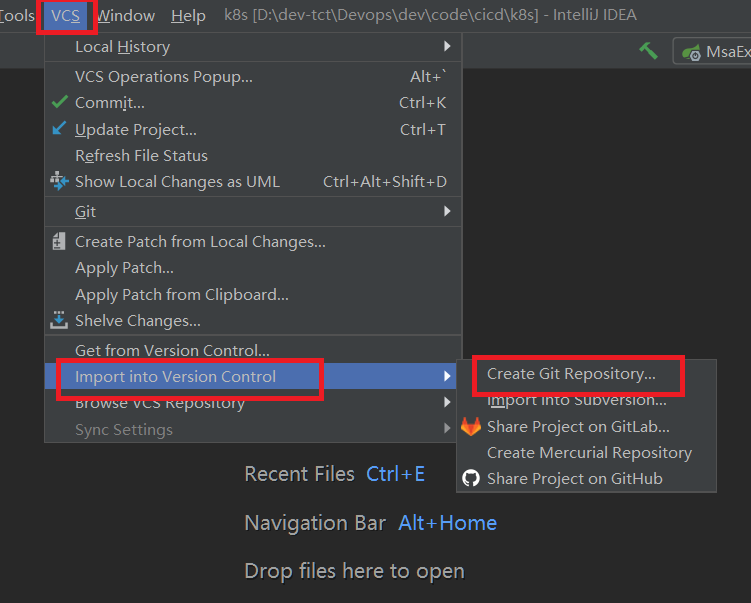 Tools VCS Window Help k8s [D:\dev-tct\Devops\dev\code\cicd\k8s] - IntelliJ IDEA
Local History
MsaEx
VCS Operations Popup... Alt+`
Commit... Ctrl+K
Update Project... Ctrl+T
Refresh File Status
Show Local Changes as UML Ctrl+Alt+Shift+D
Git
Create Patch from Local Changes...
Apply Patch...
Apply Patch from Clipboard...
Shelve Changes...
Get from Version Control...
Import into Version Control
Browse VCS Repository
Sync Settings
Create Git Repository...
Import into Subversion...
Share Project on GitLab...
Create Mercurial Repository
Share Project on GitHub
Recent Files Ctrl+E
Navigation Bar Alt+Home
Drop files here to open